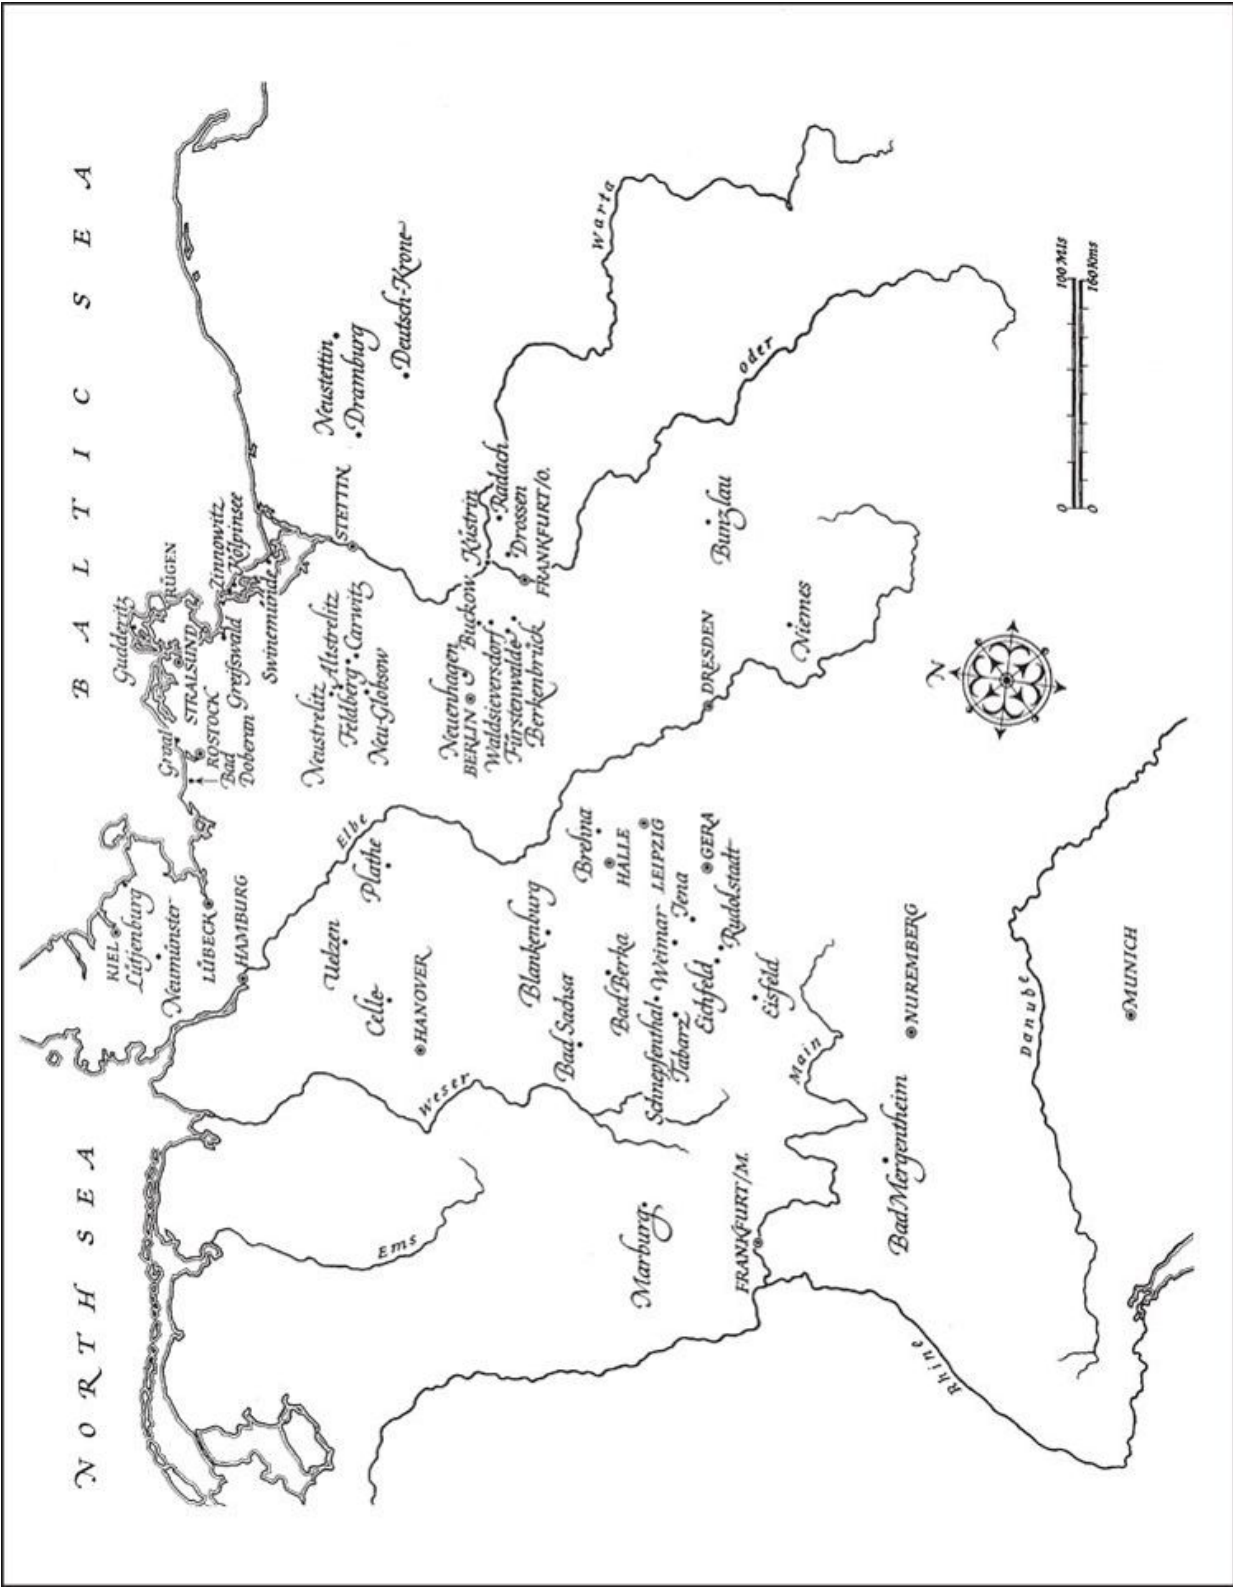 NORTH SEA
BALTIC SEA
KIEL
Lütjenburg
Neumünster
LÜBECK
HAMBURG
Graal
ROSTOCK
Bad
Doberan
STRALSUND
Gudderitz
RÜGEN
Greifswald
Zinnowitz
Kölpinsee
Swinemünde
STETTIN
Neustettin
Dramburg
Deutsch-Krone
Neustrelitz
Altstrelitz
Feldberg
Carwitz
Neu-Globsow
Elbe
Plathe
Uelzen
Celle
HANOVER
Weser
Ems
Neuenhagen
BERLIN
Buckow
Waldsieversdorf
Fürstenwalde
Berkenbrück
Küstrin
Radach
Drossen
FRANKFURT/O.
Warta
Oder
Blankenburg
Bad Sachsa
Brehna
HALLE
LEIPZIG
Bad Berka
Schnepfenthal
Weimar
Jena
Tabarz
GERA
Eichfeld
Rudolstadt
Eisfeld
DRESDEN
Bunzlau
Niemes
Marburg
FRANKFURT/M.
Main
Bad Mergentheim
NUREMBERG
Rhine
Danube
MUNICH
N
0 100 Mls
0 160 Kms